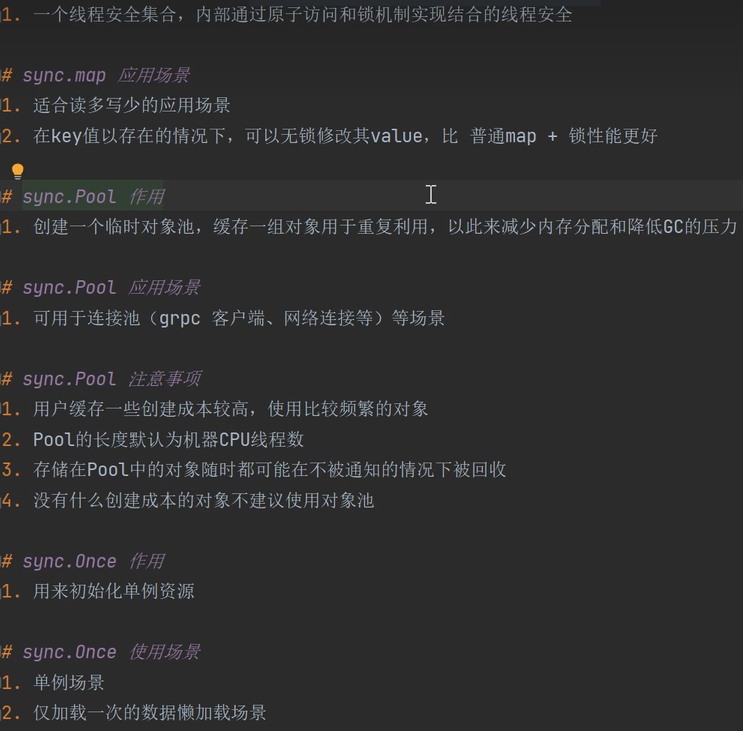 1. 一个线程安全集合，内部通过原子访问和锁机制实现结合的线程安全
# sync.map 应用场景
1. 适合读多写少的应用场景
2. 在key值以存在的情况下，可以无锁修改其value，比 普通map + 锁性能更好
# sync.Pool 作用
1. 创建一个临时对象池，缓存一组对象用于重复利用，以此来减少内存分配和降低GC的压力
# sync.Pool 应用场景
1. 可用于连接池（grpc 客户端、网络连接等）等场景
# sync.Pool 注意事项
1. 用户缓存一些创建成本较高，使用比较频繁的对象
2. Pool的长度默认为机器CPU线程数
3. 存储在Pool中的对象随时都可能在不被通知的情况下被回收
4. 没有什么创建成本的对象不建议使用对象池
# sync.Once 作用
1. 用来初始化单例资源
# sync.Once 使用场景
1. 单例场景
2. 仅加载一次的数据懒加载场景